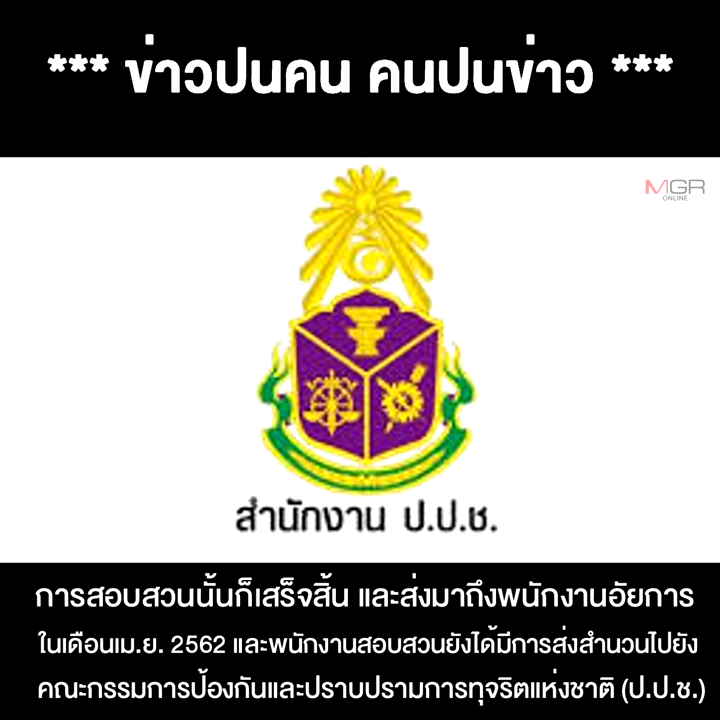 *** ข่าวปนคน คนปนข่าว ***
MGR
ONLINE
สำนักงาน ป.ป.ช.
การสอบสวนนั้นก็เสร็จสิ้น และส่งมาถึงพนักงานอัยการ
ในเดือนเม.ย. 2562 และพนักงานสอบสวนยังได้มีการส่งสำนวนไปยัง
คณะกรรมการป้องกันและปราบปรามการทุจริตแห่งชาติ (ป.ป.ช.)